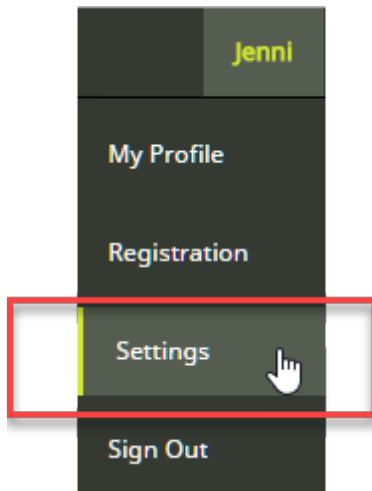 Jenni
My Profile
Registration
Settings
Sign Out